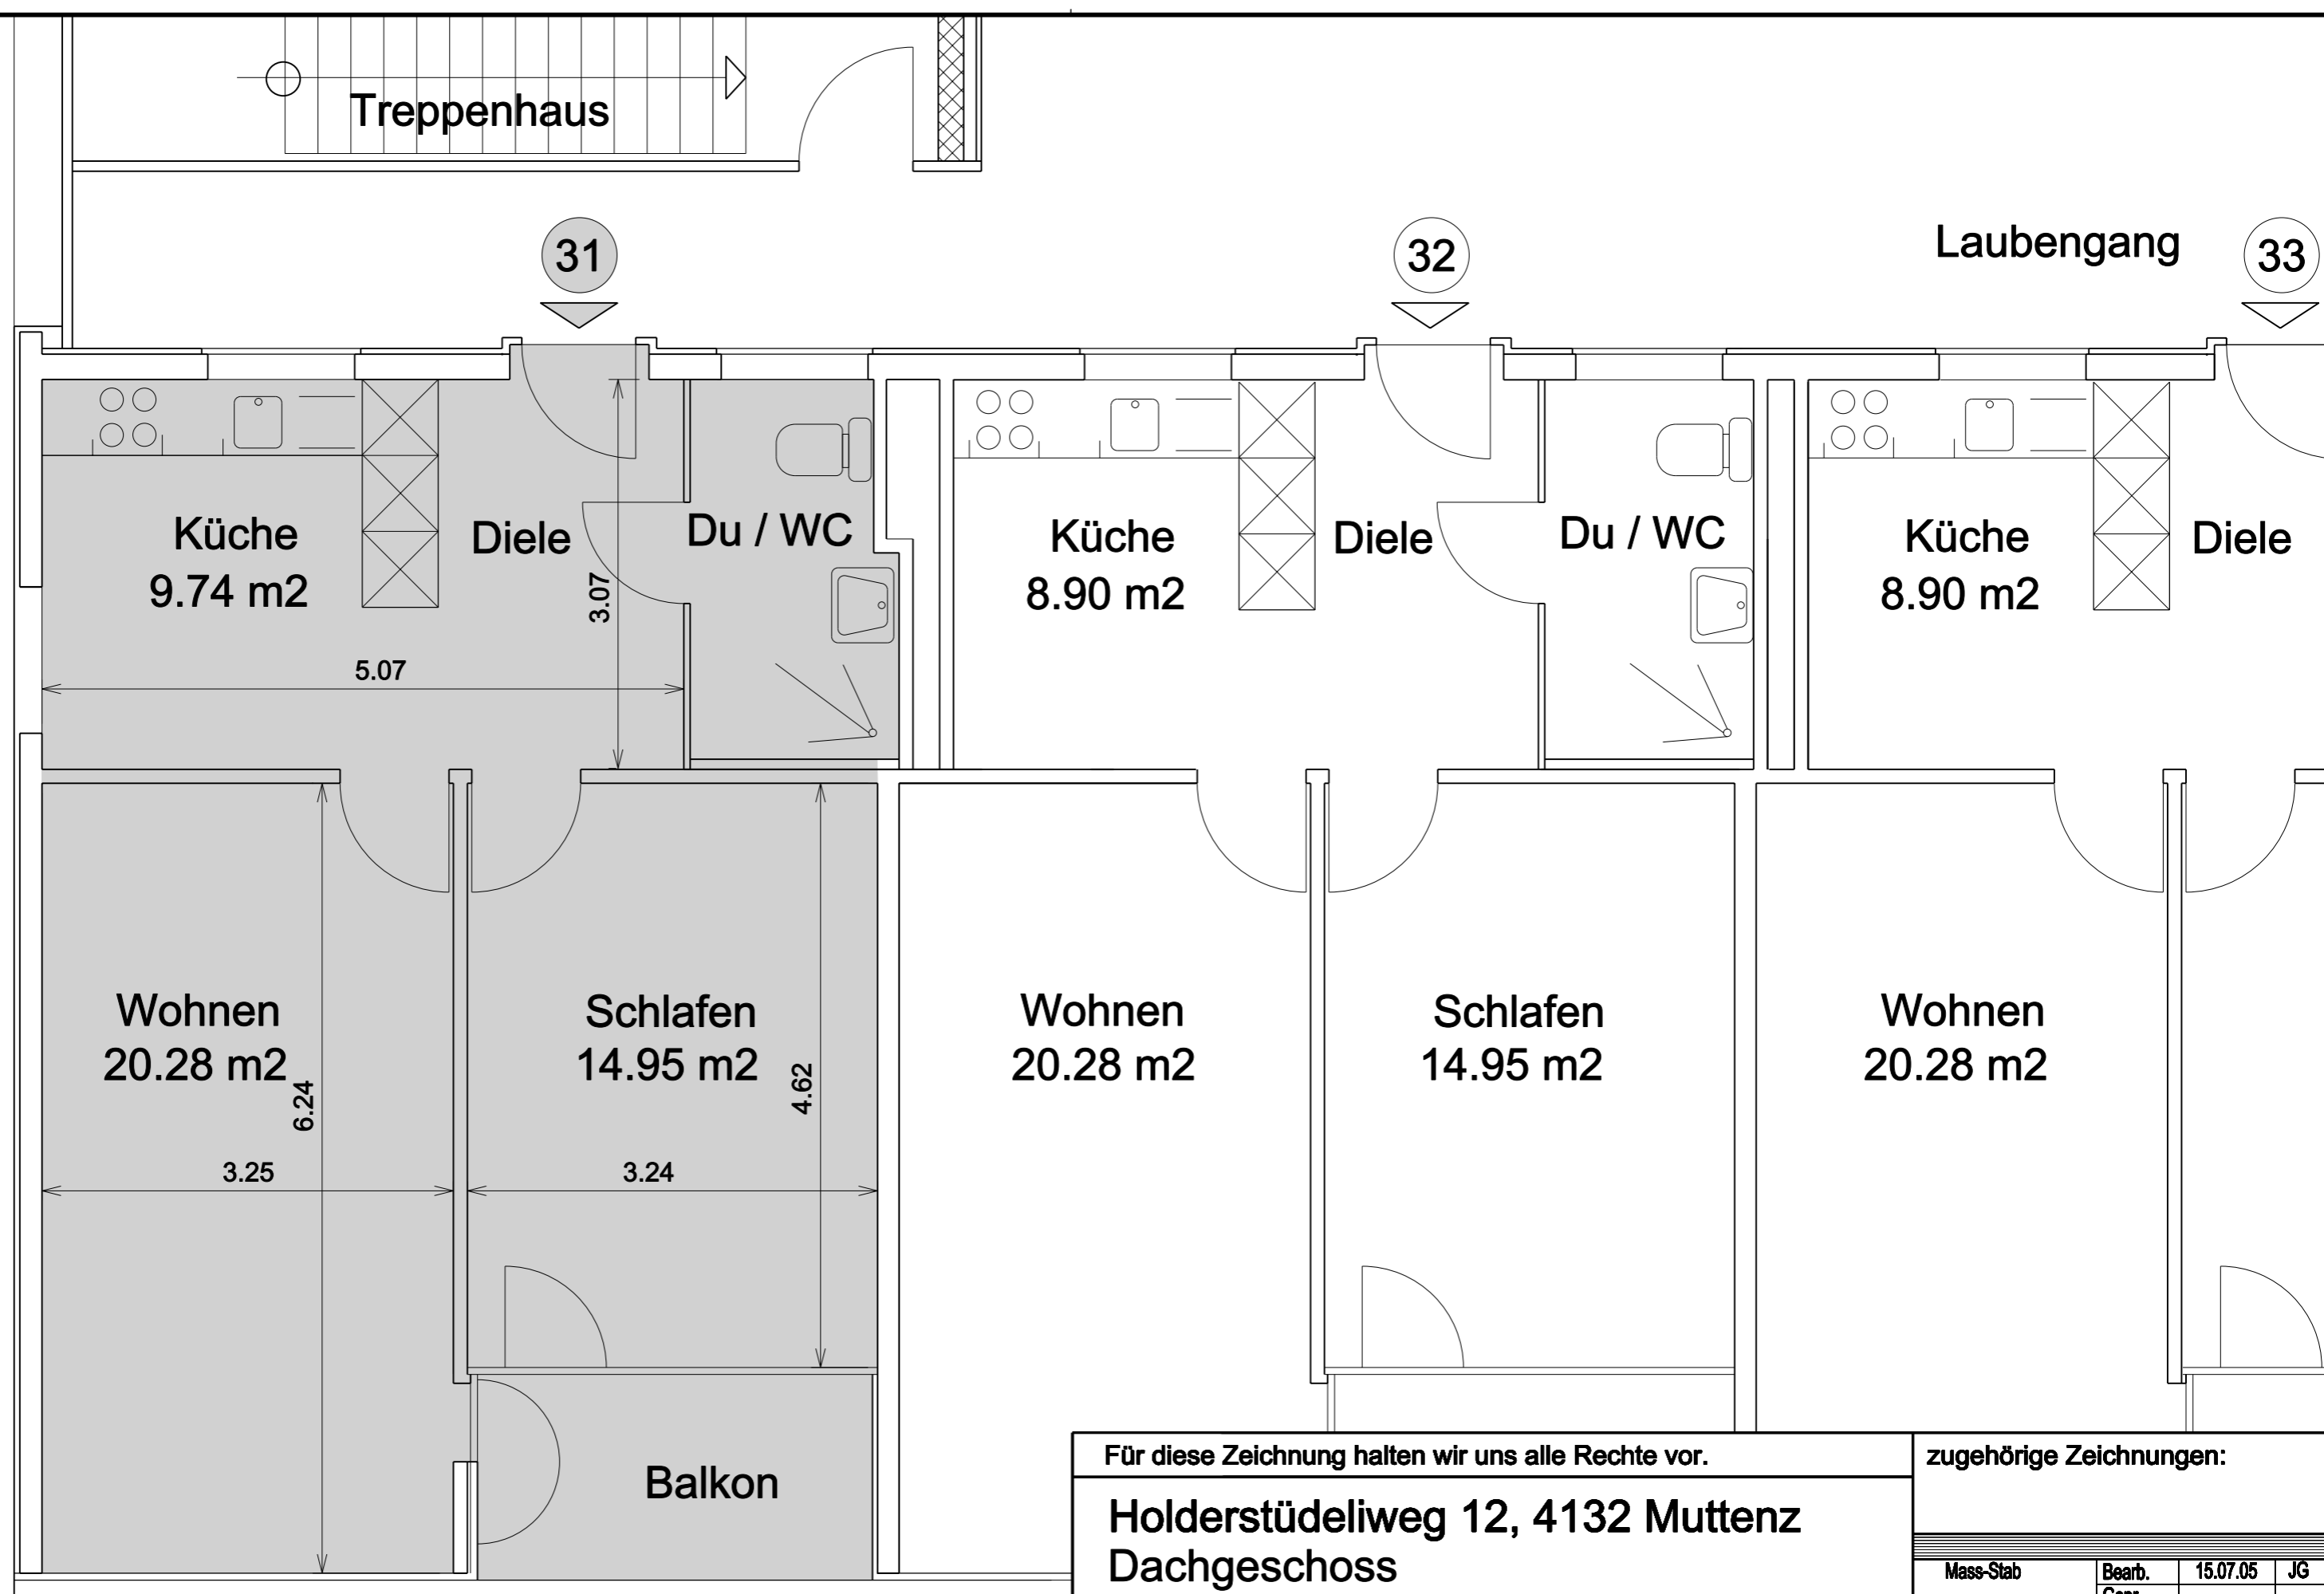 Treppenhaus
31
32
Laubengang
33
Küche
9.74 m2
Diele
Du / WC
3.07
5.07
Küche
8.90 m2
Diele
Du / WC
Küche
8.90 m2
Diele
Wohnen
20.28 m2
6.24
3.25
Schlafen
14.95 m2
4.62
3.24
Wohnen
20.28 m2
Schlafen
14.95 m2
Wohnen
20.28 m2
Balkon
Für diese Zeichnung halten wir uns alle Rechte vor.
zugehörige Zeichnungen:
Holderstüdeliweg 12, 4132 Muttenz
Dachgeschoss
Mass-Stab
Bearb. 15.07.05 JG